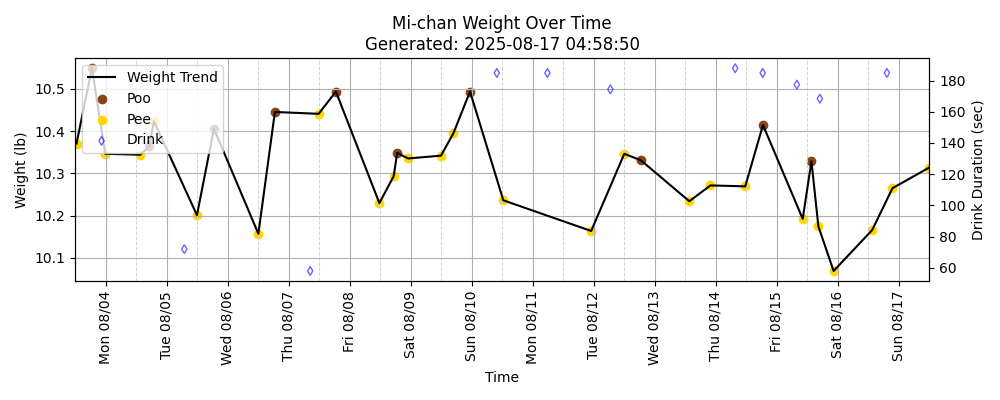 Mi-chan Weight Over Time
Generated: 2025-08-17 04:58:50
Weight Trend
Poo
Pee
Drink
Weight (lb)
10.5
10.4
10.3
10.2
10.1
Drink Duration (sec)
180
160
140
120
100
80
60
Mon 08/04
Tue 08/05
Wed 08/06
Thu 08/07
Fri 08/08
Sat 08/09
Sun 08/10
Mon 08/11
Tue 08/12
Wed 08/13
Thu 08/14
Fri 08/15
Sat 08/16
Sun 08/17
Time